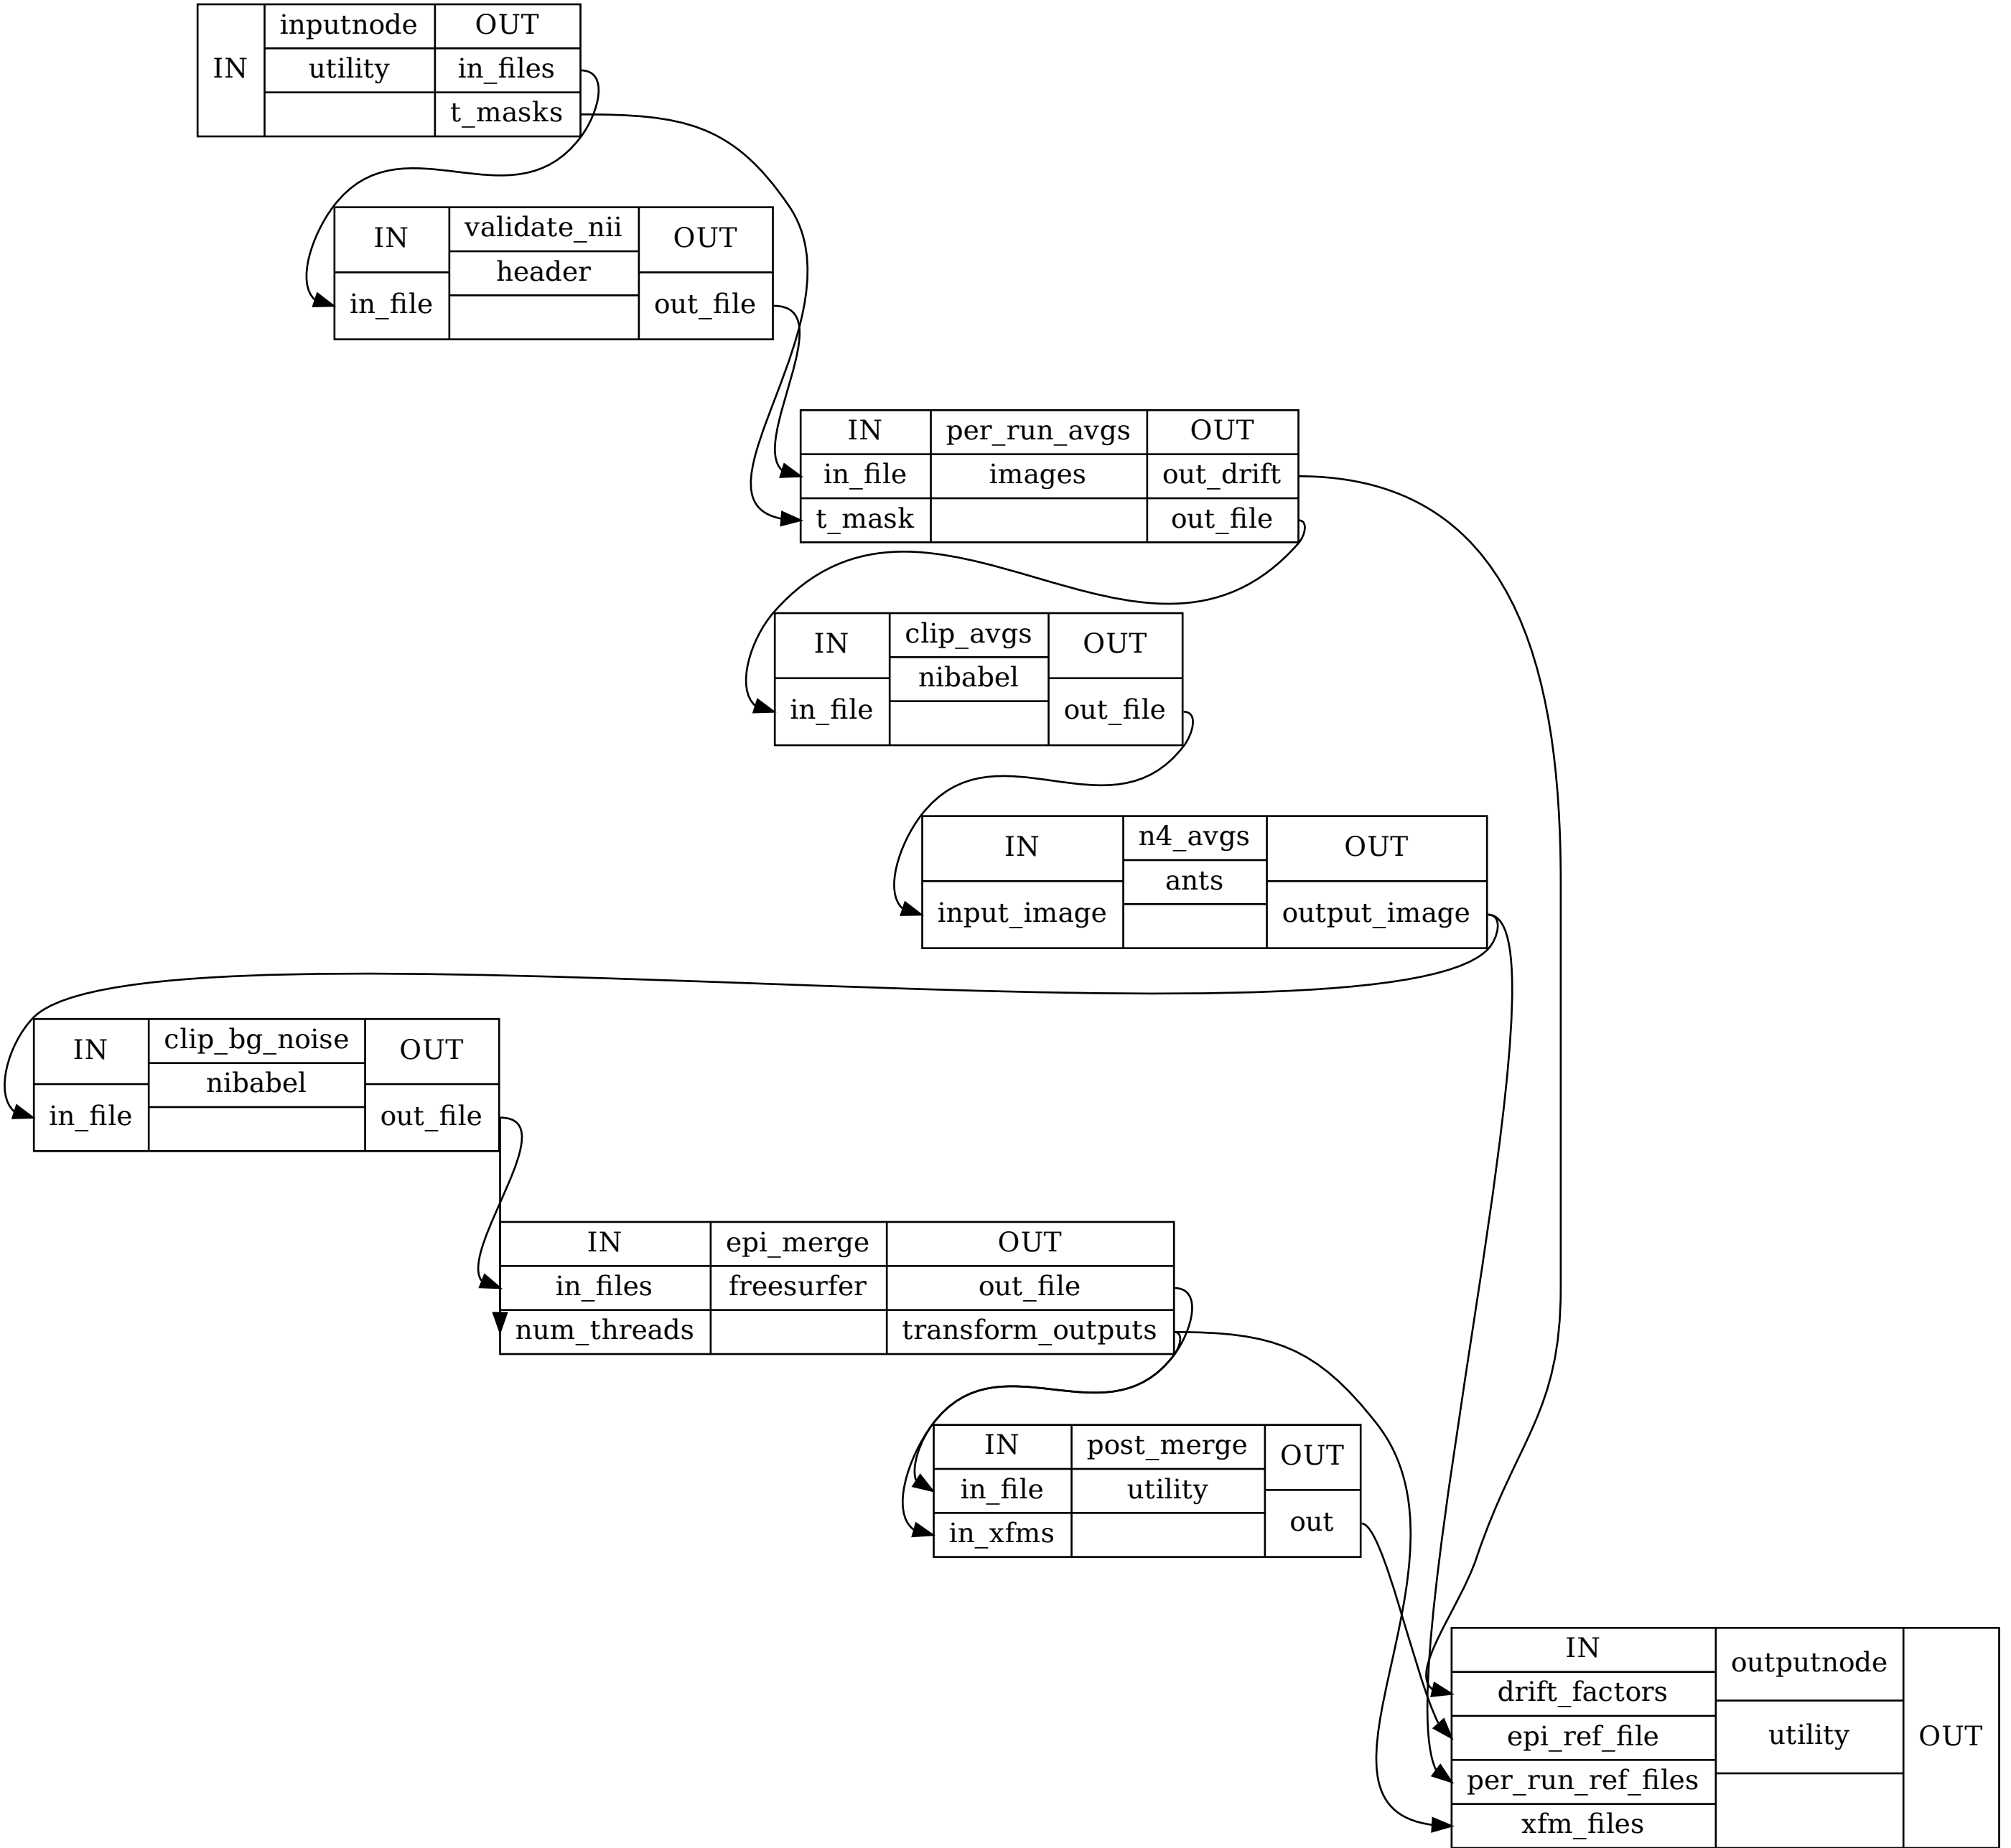 IN
inputnode
OUT
utility
in_files
t_masks
IN
validate_nii
OUT
header
in_file
out_file
IN
per_run_avgs
OUT
in_file
images
out_drift
t_mask
out_file
IN
clip_avgs
OUT
nibabel
in_file
out_file
IN
n4_avgs
OUT
ants
input_image
output_image
IN
clip_bg_noise
OUT
nibabel
in_file
out_file
IN
epi_merge
OUT
in_files
freesurfer
out_file
num_threads
transform_outputs
IN
post_merge
OUT
in_file
utility
out
in_xfms
IN
outputnode
OUT
drift_factors
epi_ref_file
utility
per_run_ref_files
xfm_files